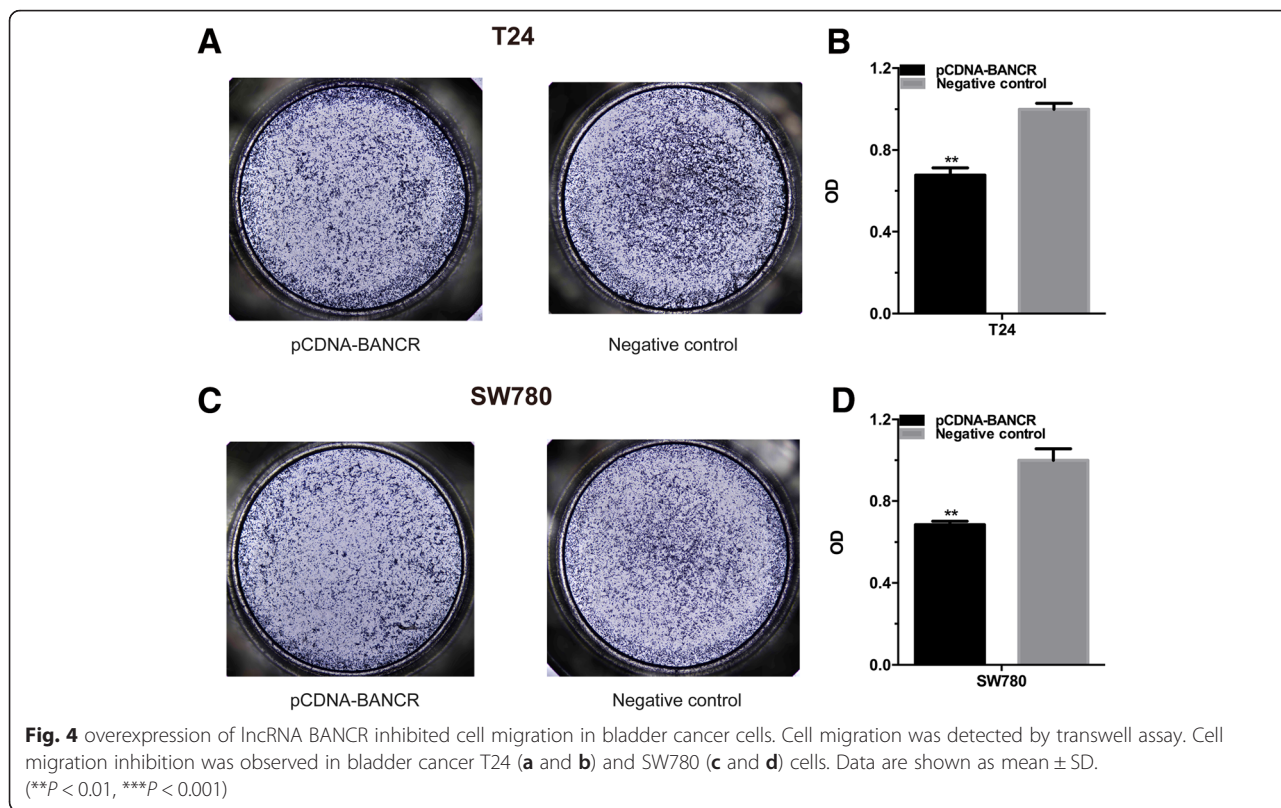 A
T24
B
pCDNA-BANCR
Negative control
1.2
0.8
0.4
0.0
OD
**
T24
pCDNA-BANCR
Negative control
C
SW780
D
pCDNA-BANCR
Negative control
1.2
0.8
0.4
0.0
OD
**
SW780
pCDNA-BANCR
Negative control
Fig. 4 overexpression of lncRNA BANCR inhibited cell migration in bladder cancer cells. Cell migration was detected by transwell assay. Cell
migration inhibition was observed in bladder cancer T24 (a and b) and SW780 (c and d) cells. Data are shown as mean ± SD.
(**P < 0.01, ***P < 0.001)